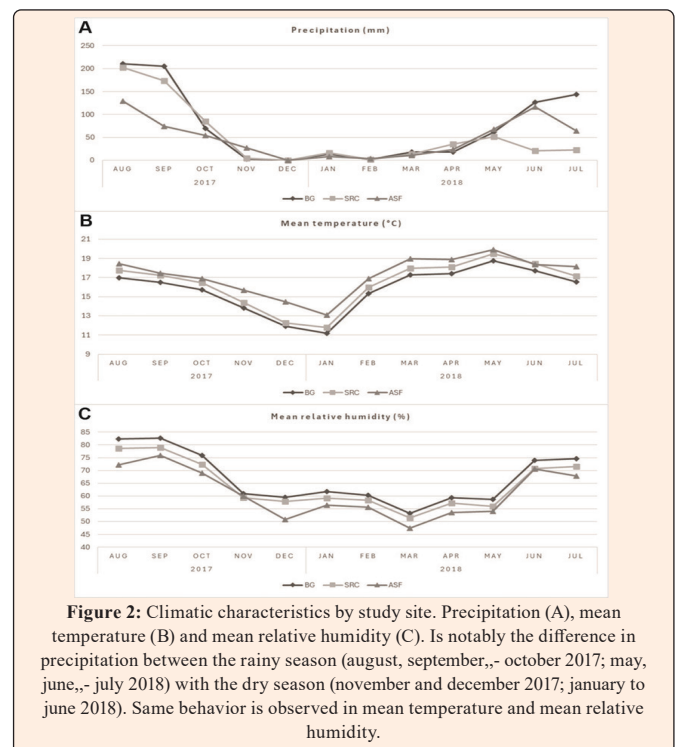 A
Precipitation (mm)
250
200
150
100
50
0
AUG SEP OCT NOV DEC JAN FEB MAR APR MAY JUN JUL
2017 2018
BG SRC ASF
B
Mean temperature (°C)
21
19
17
15
13
11
9
AUG SEP OCT NOV DEC JAN FEB MAR APR MAY JUN JUL
2017 2018
BG SRC ASF
C
Mean relative humidity (%)
85
80
75
70
65
60
55
50
45
40
AUG SEP OCT NOV DEC JAN FEB MAR APR MAY JUN JUL
2017 2018
BG SRC ASF
Figure 2: Climatic characteristics by study site. Precipitation (A), mean
temperature (B) and mean relative humidity (C). Is notably the difference in
precipitation between the rainy season (august, september,,- october 2017; may,
june,,- july 2018) with the dry season (november and december 2017; january to
june 2018). Same behavior is observed in mean temperature and mean relative
humidity.